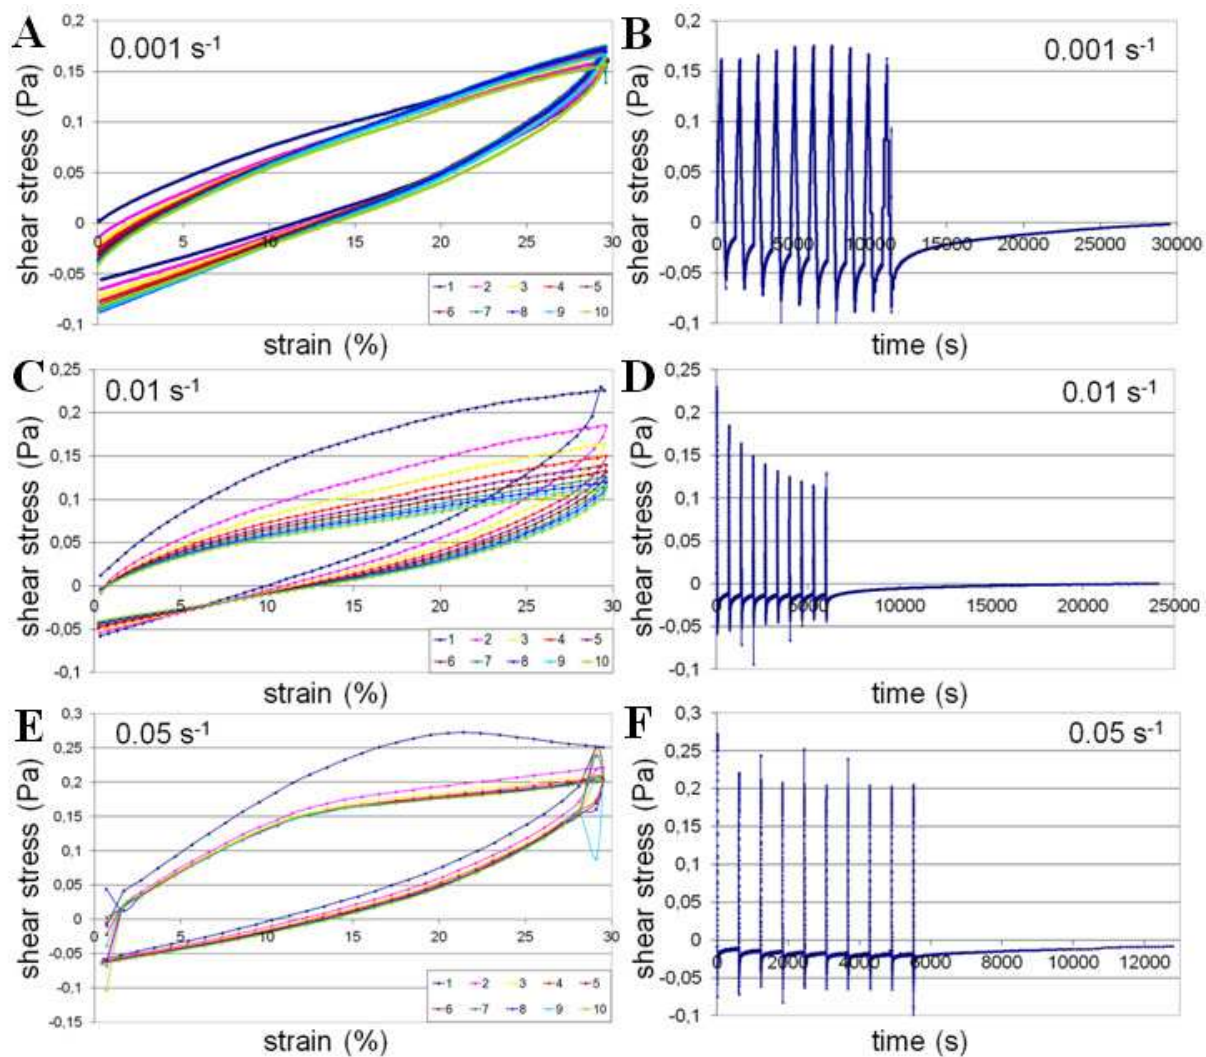 A
0.001 s-1
shear stress (Pa)
0,2
0,15
0,1
0,05
0
-0,05
-0,1
0 5 10 15 20 25 30
1 2 3 4 5
6 7 8 9 10
strain (%)
B
0.001 s-1
shear stress (Pa)
0,2
0,15
0,1
0,05
0
-0,05
-0,1
0 5000 10000 15000 20000 25000 30000
time (s)
C
0.01 s-1
shear stress (Pa)
0,25
0,2
0,15
0,1
0,05
0
-0,05
-0,1
0 5 10 15 20 25 30
1 2 3 4 5
6 7 8 9 10
strain (%)
D
0.01 s-1
shear stress (Pa)
0,25
0,2
0,15
0,1
0,05
0
-0,05
-0,1
0 5000 10000 15000 20000 25000
time (s)
E
0.05 s-1
shear stress (Pa)
0,3
0,25
0,2
0,15
0,1
0,05
0
-0,05
-0,1
-0,15
0 5 10 15 20 25 30
1 2 3 4 5
6 7 8 9 10
strain (%)
F
0.05 s-1
shear stress (Pa)
0,3
0,25
0,2
0,15
0,1
0,05
0
-0,05
-0,1
0 2000 4000 6000 8000 10000 12000
time (s)